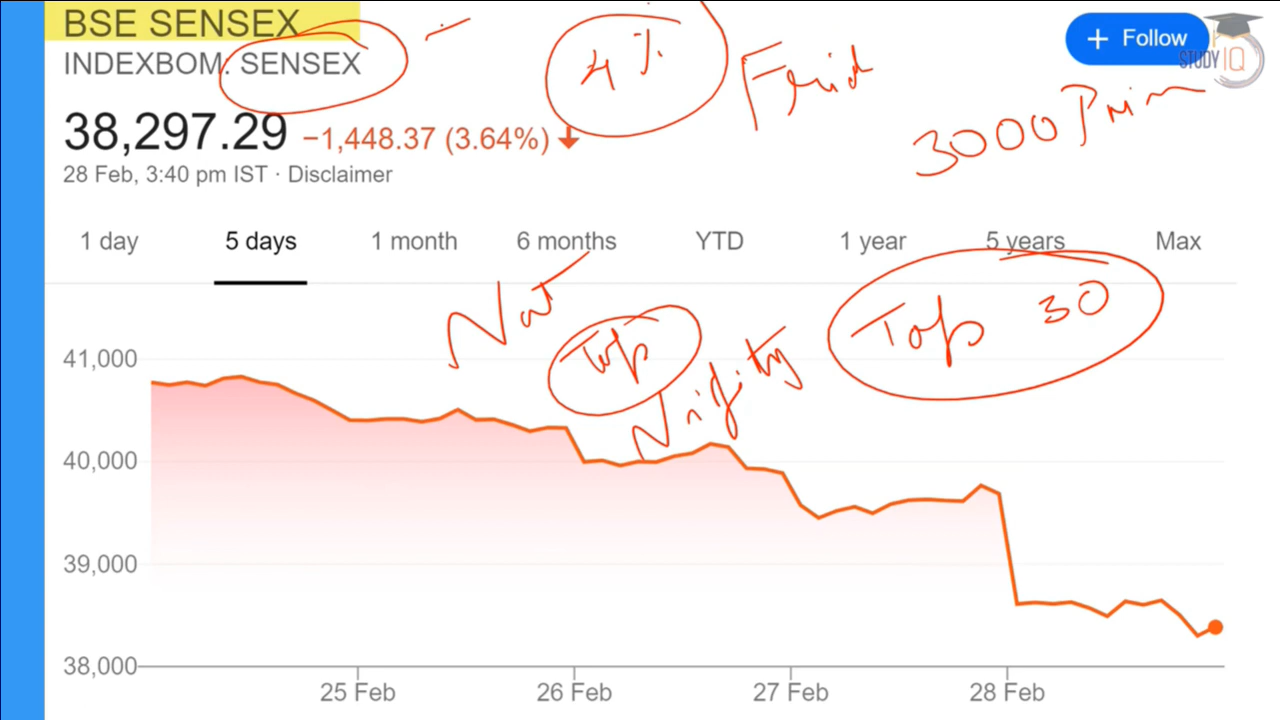 BSE SENSEX
INDEXBOM: SENSEX
4%
Frid
+ Follow
STUDY IQ
3000
38,297.29 −1,448.37 (3.64%)
28 Feb, 3:40 pm IST · Disclaimer
1 day 5 days 1 month 6 months YTD 1 year 5 years Max
Top
Top 30
41,000
40,000
39,000
38,000
25 Feb 26 Feb 27 Feb 28 Feb